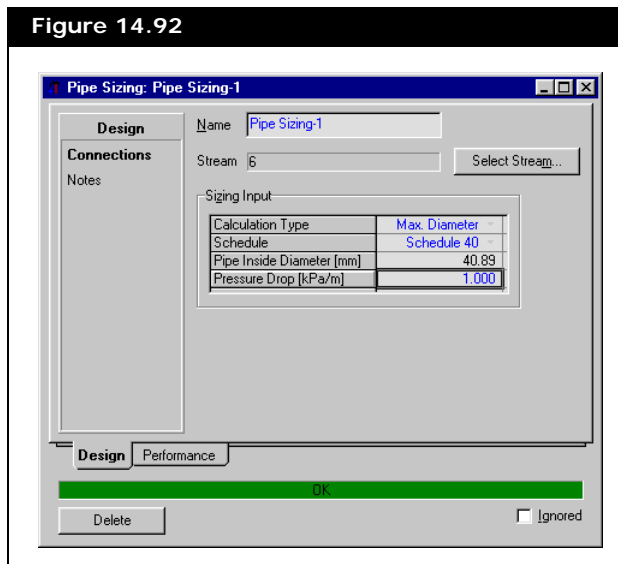 Figure 14.92
Pipe Sizing: Pipe Sizing-1
Design
Connections
Notes
Name Pipe Sizing-1
Stream 6 Select Stream...
Sizing Input
Calculation Type Max. Diameter
Schedule Schedule 40
Pipe Inside Diameter [mm] 40.89
Pressure Drop [kPa/m] 1.000
Design Performance
OK
Delete Ignored